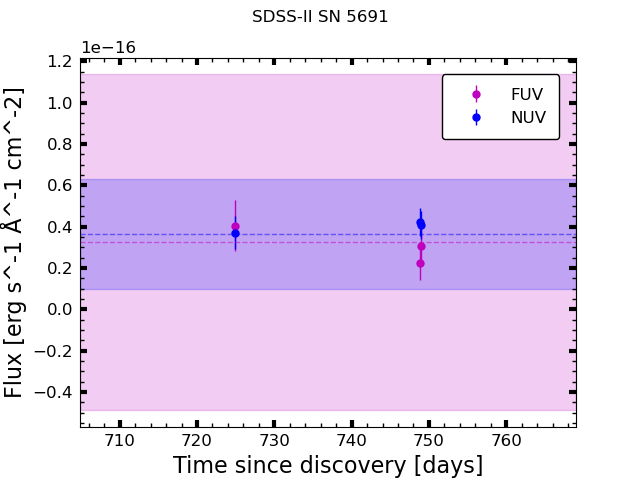 SDSS-II SN 5691
1e−16
1.2
1.0
0.8
0.6
0.4
0.2
0.0
−0.2
−0.4
Flux [erg s^-1 Å^-1 cm^-2]
FUV
NUV
710 720 730 740 750 760
Time since discovery [days]